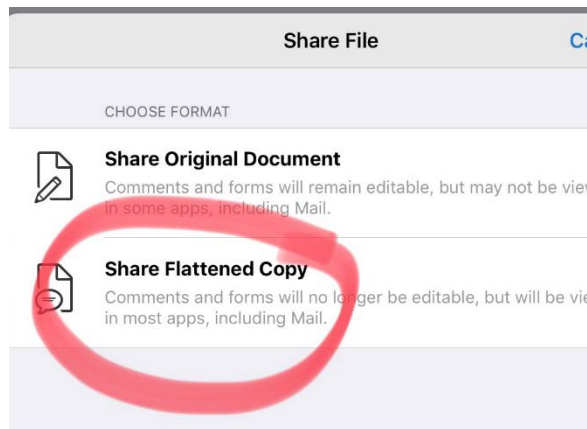 Share File
CHOOSE FORMAT
Share Original Document
Comments and forms will remain editable, but may not be
in some apps, including Mail.
Share Flattened Copy
Comments and forms will no longer be editable, but will be
in most apps, including Mail.